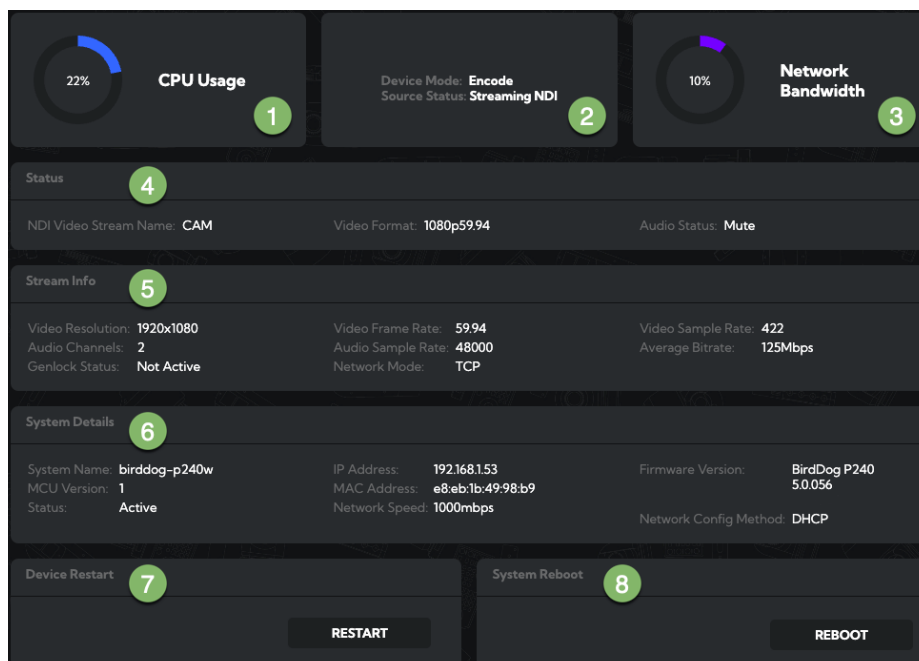 22%
CPU Usage
1
Device Mode: Encode
Source Status: Streaming NDI
2
10%
Network
Bandwidth
3
Status
4
NDI Video Stream Name: CAM
Video Format: 1080p59.94
Audio Status: Mute
Stream Info
5
Video Resolution: 1920x1080
Video Frame Rate: 59.94
Video Sample Rate: 422
Audio Channels: 2
Audio Sample Rate: 48000
Average Bitrate: 125Mbps
Genlock Status: Not Active
Network Mode: TCP
System Details
6
System Name: birddog-p240w
IP Address: 192.168.1.53
Firmware Version: BirdDog P240
5.0.056
MCU Version: 1
MAC Address: e8:eb:1b:49:98:b9
Status: Active
Network Speed: 1000mbps
Network Config Method: DHCP
Device Restart
7
RESTART
System Reboot
8
REBOOT